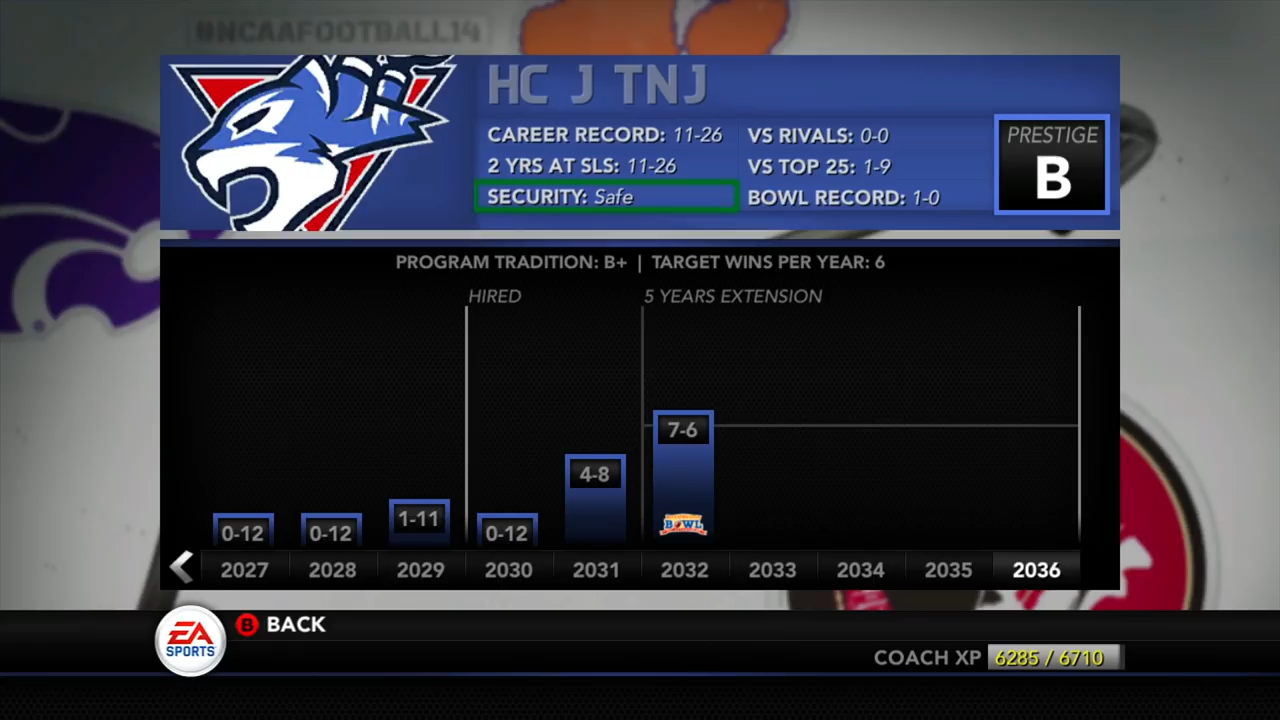 #NCAAFOOTBALL14
HC J TNJ
CAREER RECORD: 11-26 VS RIVALS: 0-0
2 YRS AT SLS: 11-26 VS TOP 25: 1-9
SECURITY: Safe BOWL RECORD: 1-0
PRESTIGE
B
PROGRAM TRADITION: B+ | TARGET WINS PER YEAR: 6
HIRED 5 YEARS EXTENSION
7-6
4-8
1-11
0-12 0-12 0-12
BOWL
2027 2028 2029 2030 2031 2032 2033 2034 2035 2036
B BACK
EA
SPORTS
COACH XP 6285 / 6710